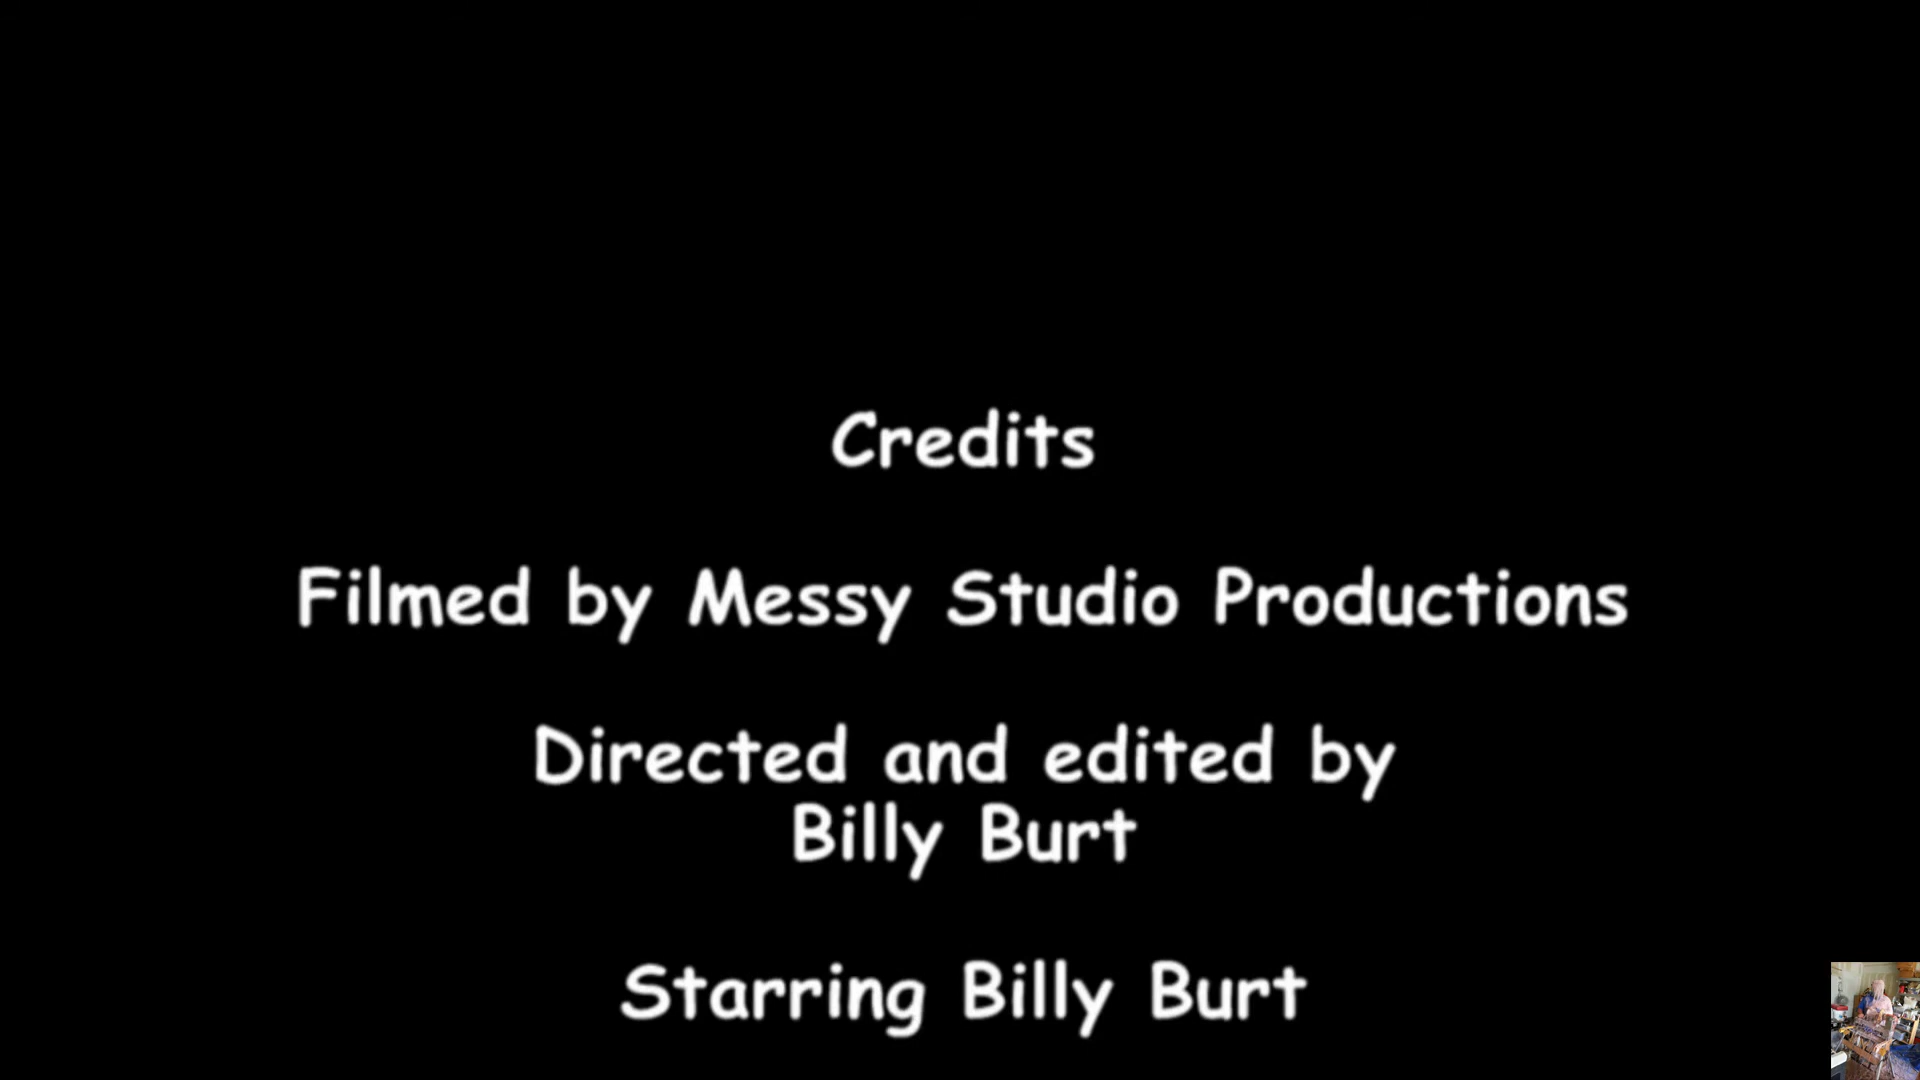 Credits
Filmed by Messy Studio Productions
Directed and edited by
Billy Burt
Starring Billy Burt